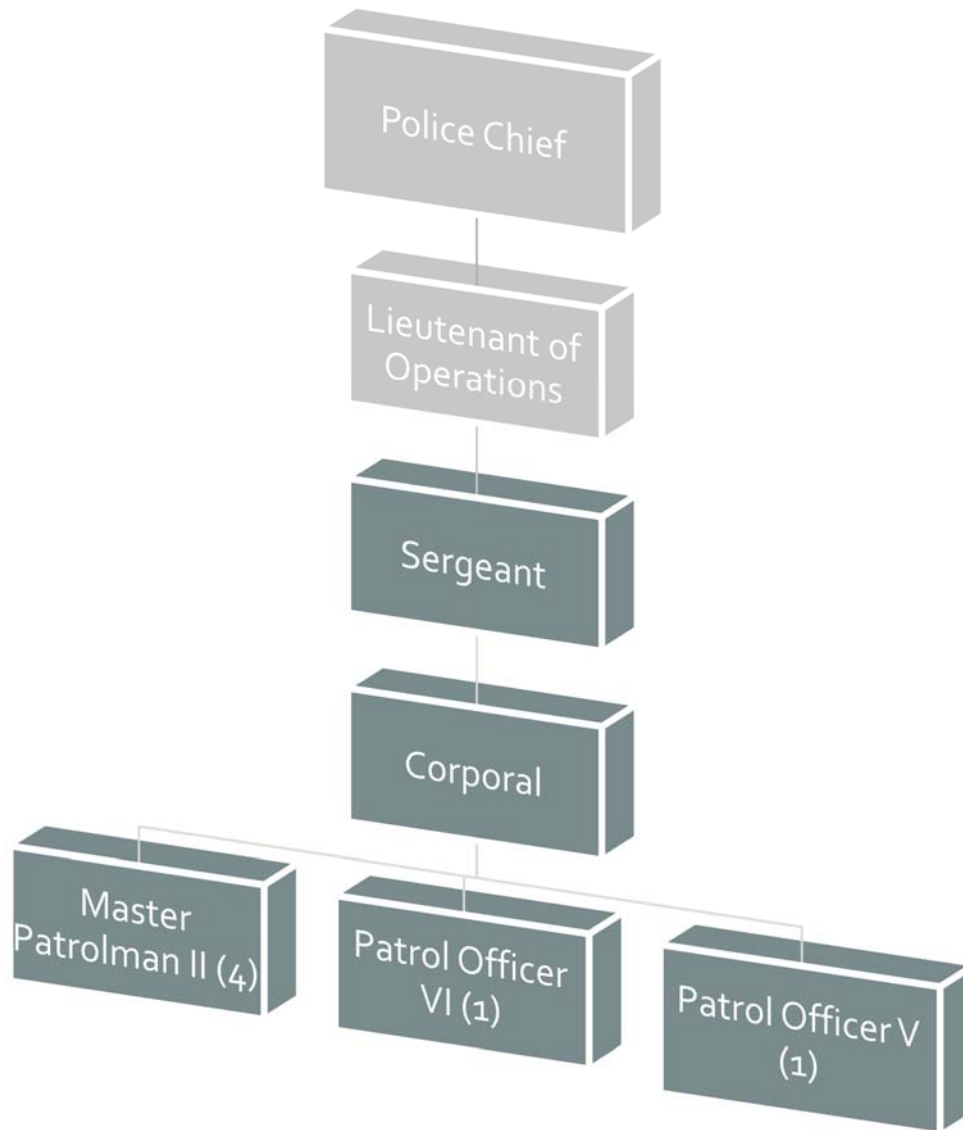 Police Chief
Lieutenant of
Operations
Sergeant
Corporal
Master
Patrolman II (4)
Patrol Officer
VI (1)
Patrol Officer V
(1)